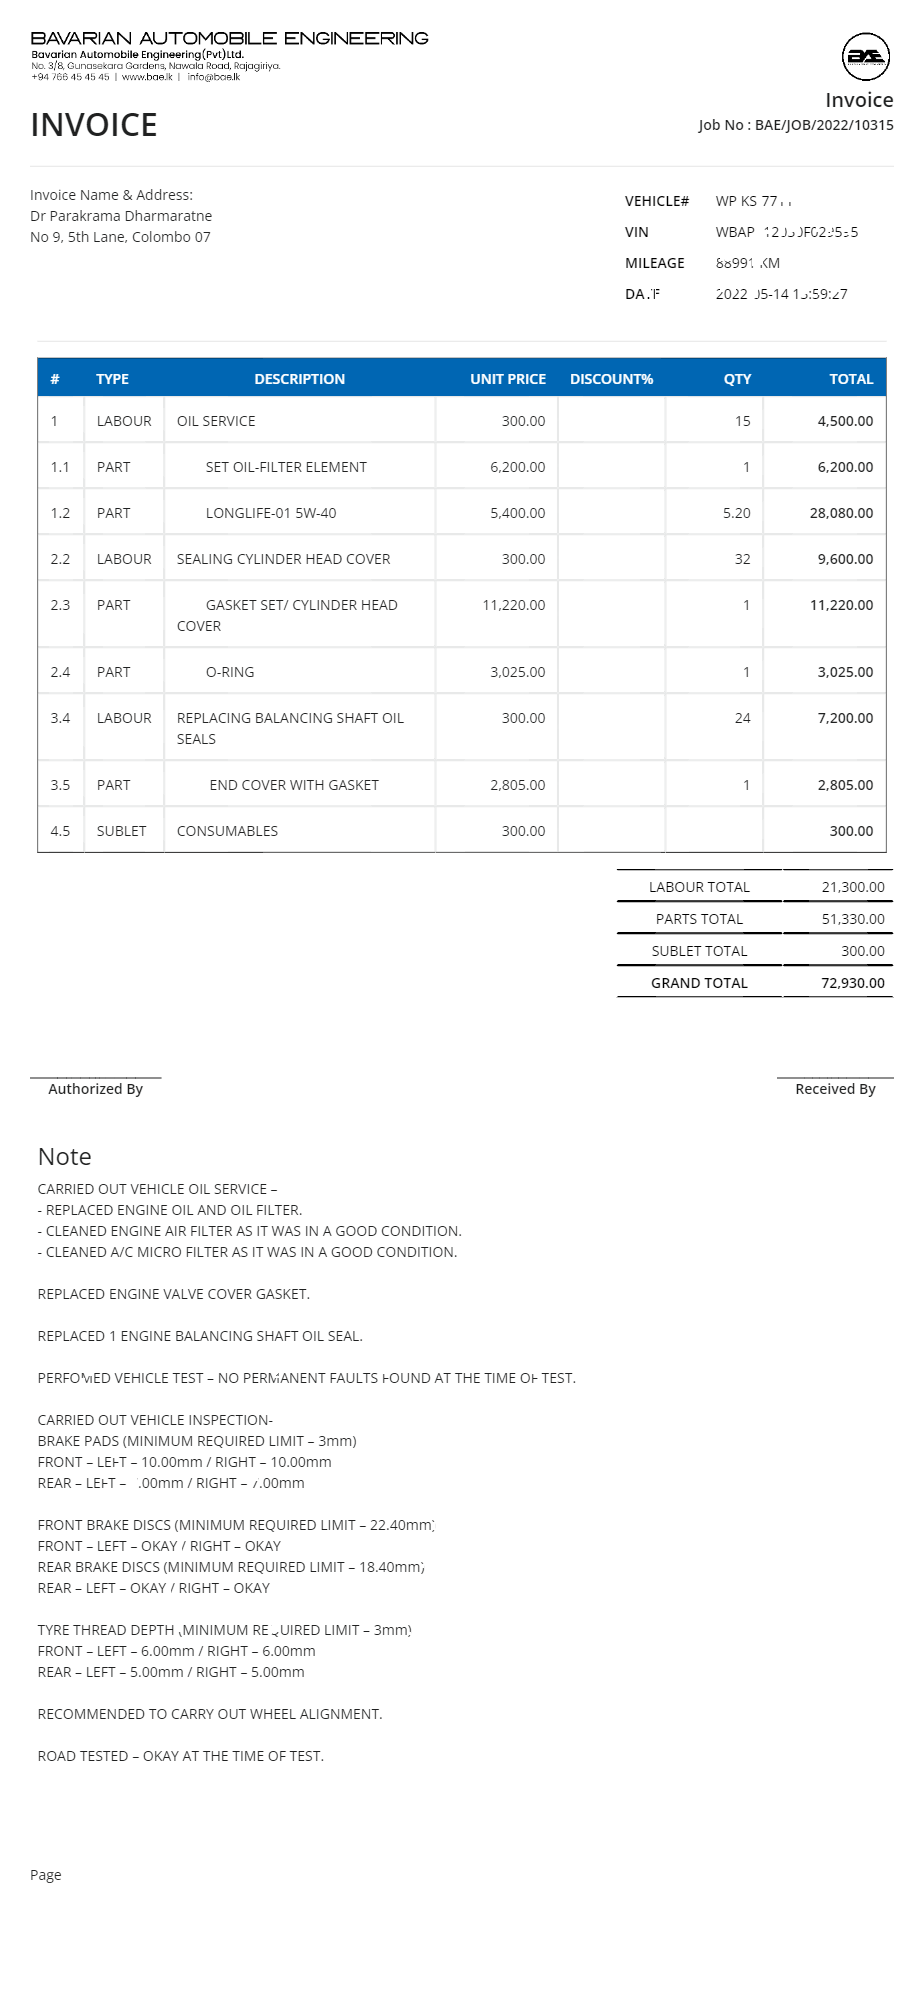 BAVARIAN AUTOMOBILE ENGINEERING
Bavarian Automobile Engineering(Pvt)Ltd.
No. 3/8, Gunasekara Gardens, Nawala Road, Rajagiriya.
+94 766 45 45 45 | www.bae.lk | info@bae.lk
BAE
Invoice
INVOICE
Job No : BAE/JOB/2022/10315
Invoice Name & Address:
Dr Parakrama Dharmaratne
No 9, 5th Lane, Colombo 07
VEHICLE# WP KS
VIN
MILEAGE 88991 KM
DATE 2022-05-14
# TYPE DESCRIPTION UNIT PRICE DISCOUNT% QTY TOTAL
1 LABOUR OIL SERVICE 300.00 15 4,500.00
1.1 PART SET OIL-FILTER ELEMENT 6,200.00 1 6,200.00
1.2 PART LONGLIFE-01 5W-40 5,400.00 5.20 28,080.00
2.2 LABOUR SEALING CYLINDER HEAD COVER 300.00 32 9,600.00
2.3 PART GASKET SET/ CYLINDER HEAD 11,220.00 1 11,220.00
COVER
2.4 PART O-RING 3,025.00 1 3,025.00
3.4 LABOUR REPLACING BALANCING SHAFT OIL 300.00 24 7,200.00
SEALS
3.5 PART END COVER WITH GASKET 2,805.00 1 2,805.00
4.5 SUBLET CONSUMABLES 300.00 300.00
LABOUR TOTAL 21,300.00
PARTS TOTAL 51,330.00
SUBLET TOTAL 300.00
GRAND TOTAL 72,930.00
Authorized By Received By
Note
CARRIED OUT VEHICLE OIL SERVICE –
- REPLACED ENGINE OIL AND OIL FILTER.
- CLEANED ENGINE AIR FILTER AS IT WAS IN A GOOD CONDITION.
- CLEANED A/C MICRO FILTER AS IT WAS IN A GOOD CONDITION.
REPLACED ENGINE VALVE COVER GASKET.
REPLACED 1 ENGINE BALANCING SHAFT OIL SEAL.
VEHICLE TEST – NO PERMANENT FAULTS FOUND AT THE TIME OF TEST.
CARRIED OUT VEHICLE INSPECTION-
BRAKE PADS (MINIMUM REQUIRED LIMIT – 3mm)
FRONT – LEFT – 10.00mm / RIGHT – 10.00mm
REAR – LEFT – / RIGHT – 7.00mm
FRONT BRAKE DISCS (MINIMUM REQUIRED LIMIT – 22.40mm)
FRONT – LEFT – OKAY / RIGHT – OKAY
REAR BRAKE DISCS (MINIMUM REQUIRED LIMIT – 18.40mm)
REAR – LEFT – OKAY / RIGHT – OKAY
TYRE THREAD DEPTH (MINIMUM REQUIRED LIMIT – 3mm)
FRONT – LEFT – 6.00mm / RIGHT – 6.00mm
REAR – LEFT – 5.00mm / RIGHT – 5.00mm
RECOMMENDED TO CARRY OUT WHEEL ALIGNMENT.
ROAD TESTED – OKAY AT THE TIME OF TEST.
Page